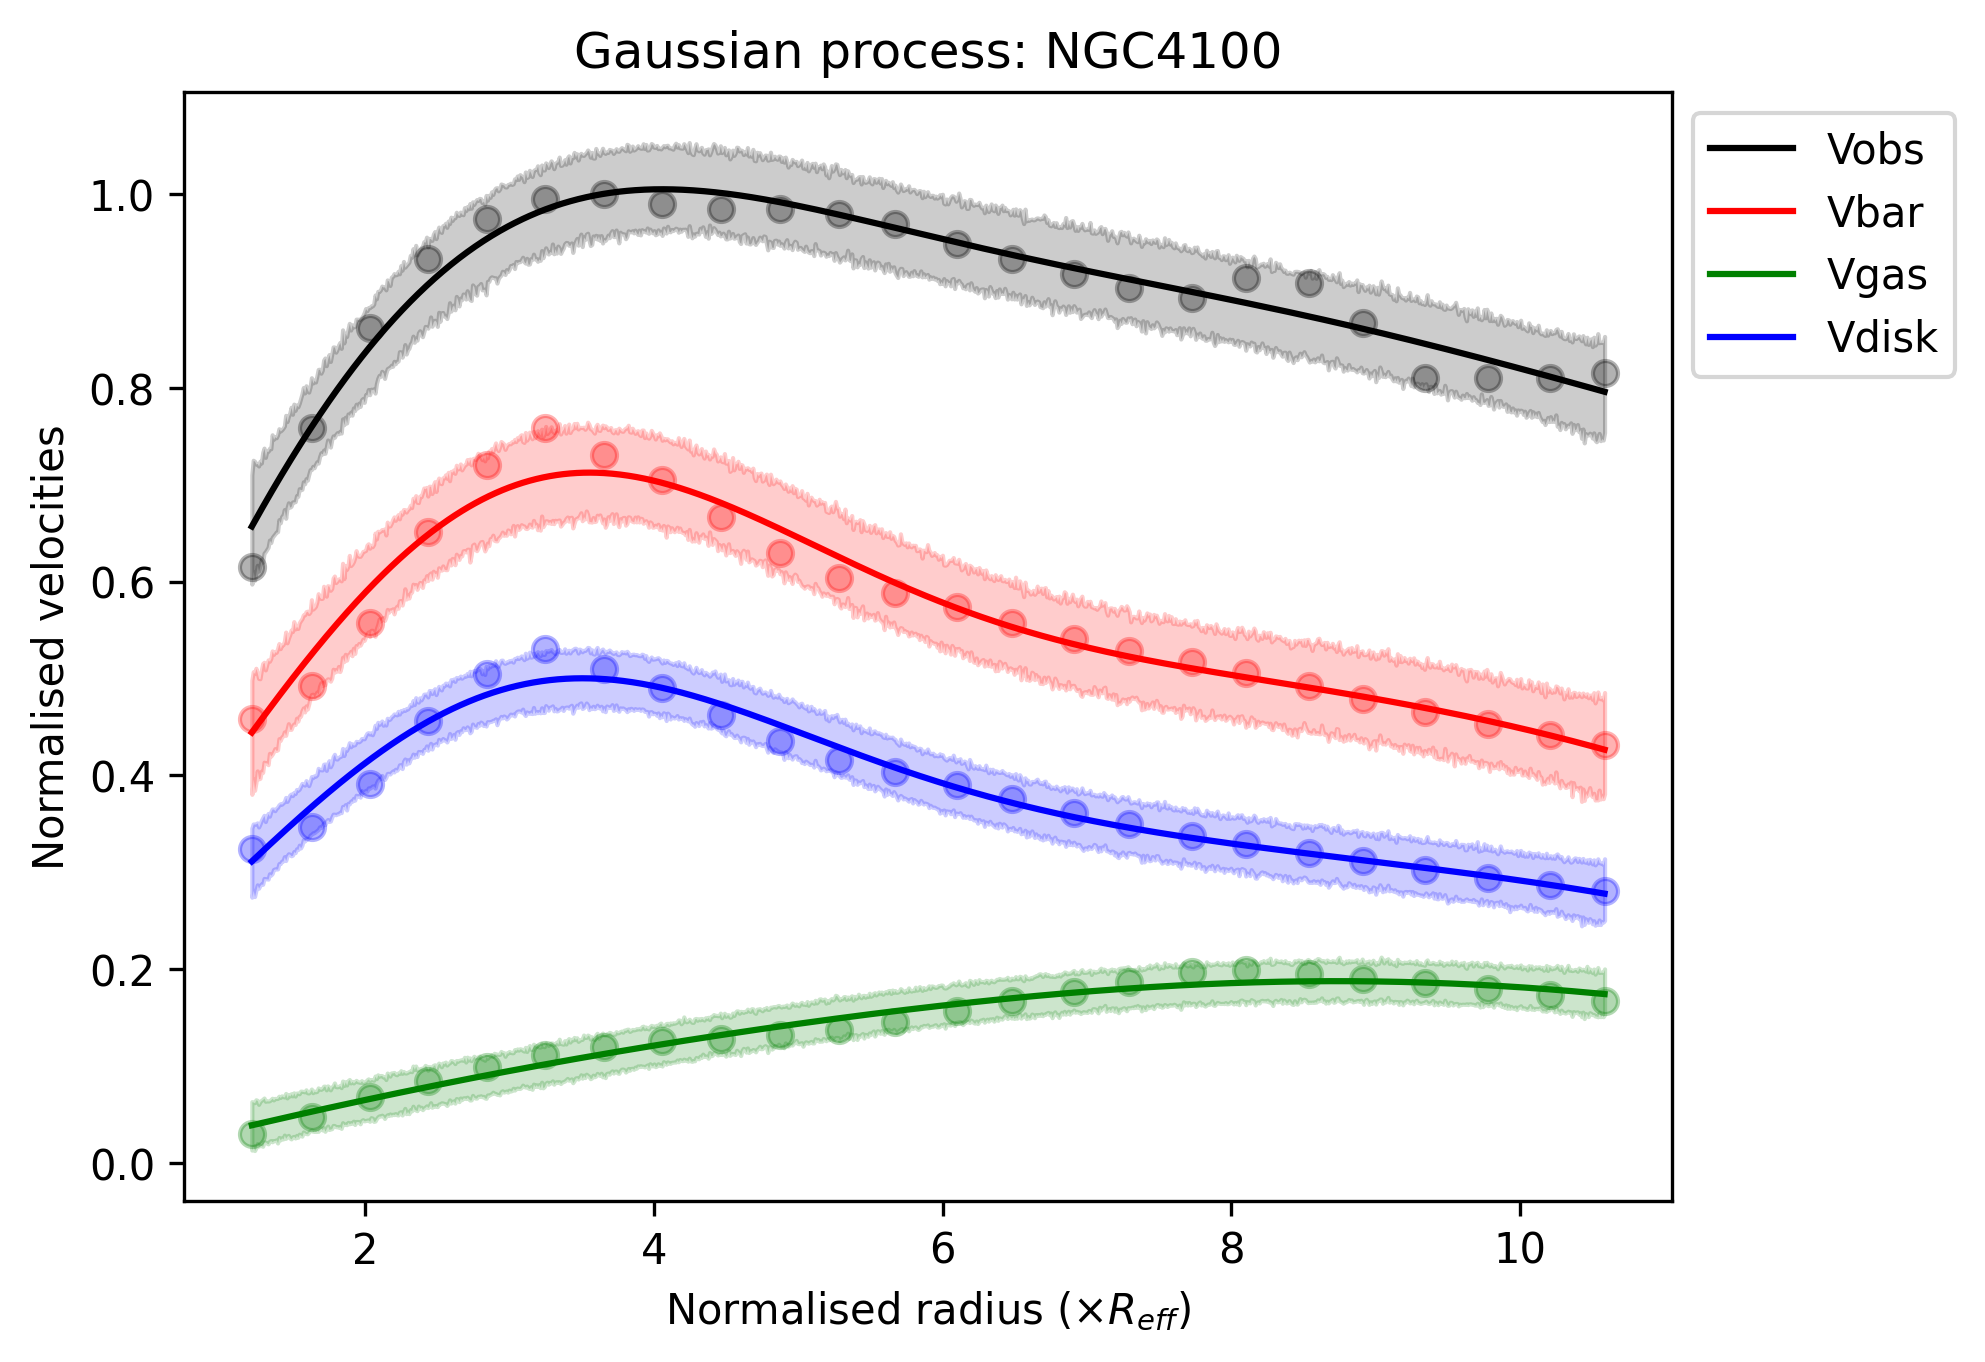 Gaussian process: NGC4100
Vobs
Vbar
Vgas
Vdisk
Normalised velocities
1.0
0.8
0.6
0.4
0.2
0.0
2 4 6 8 10
Normalised radius (×R_eff)